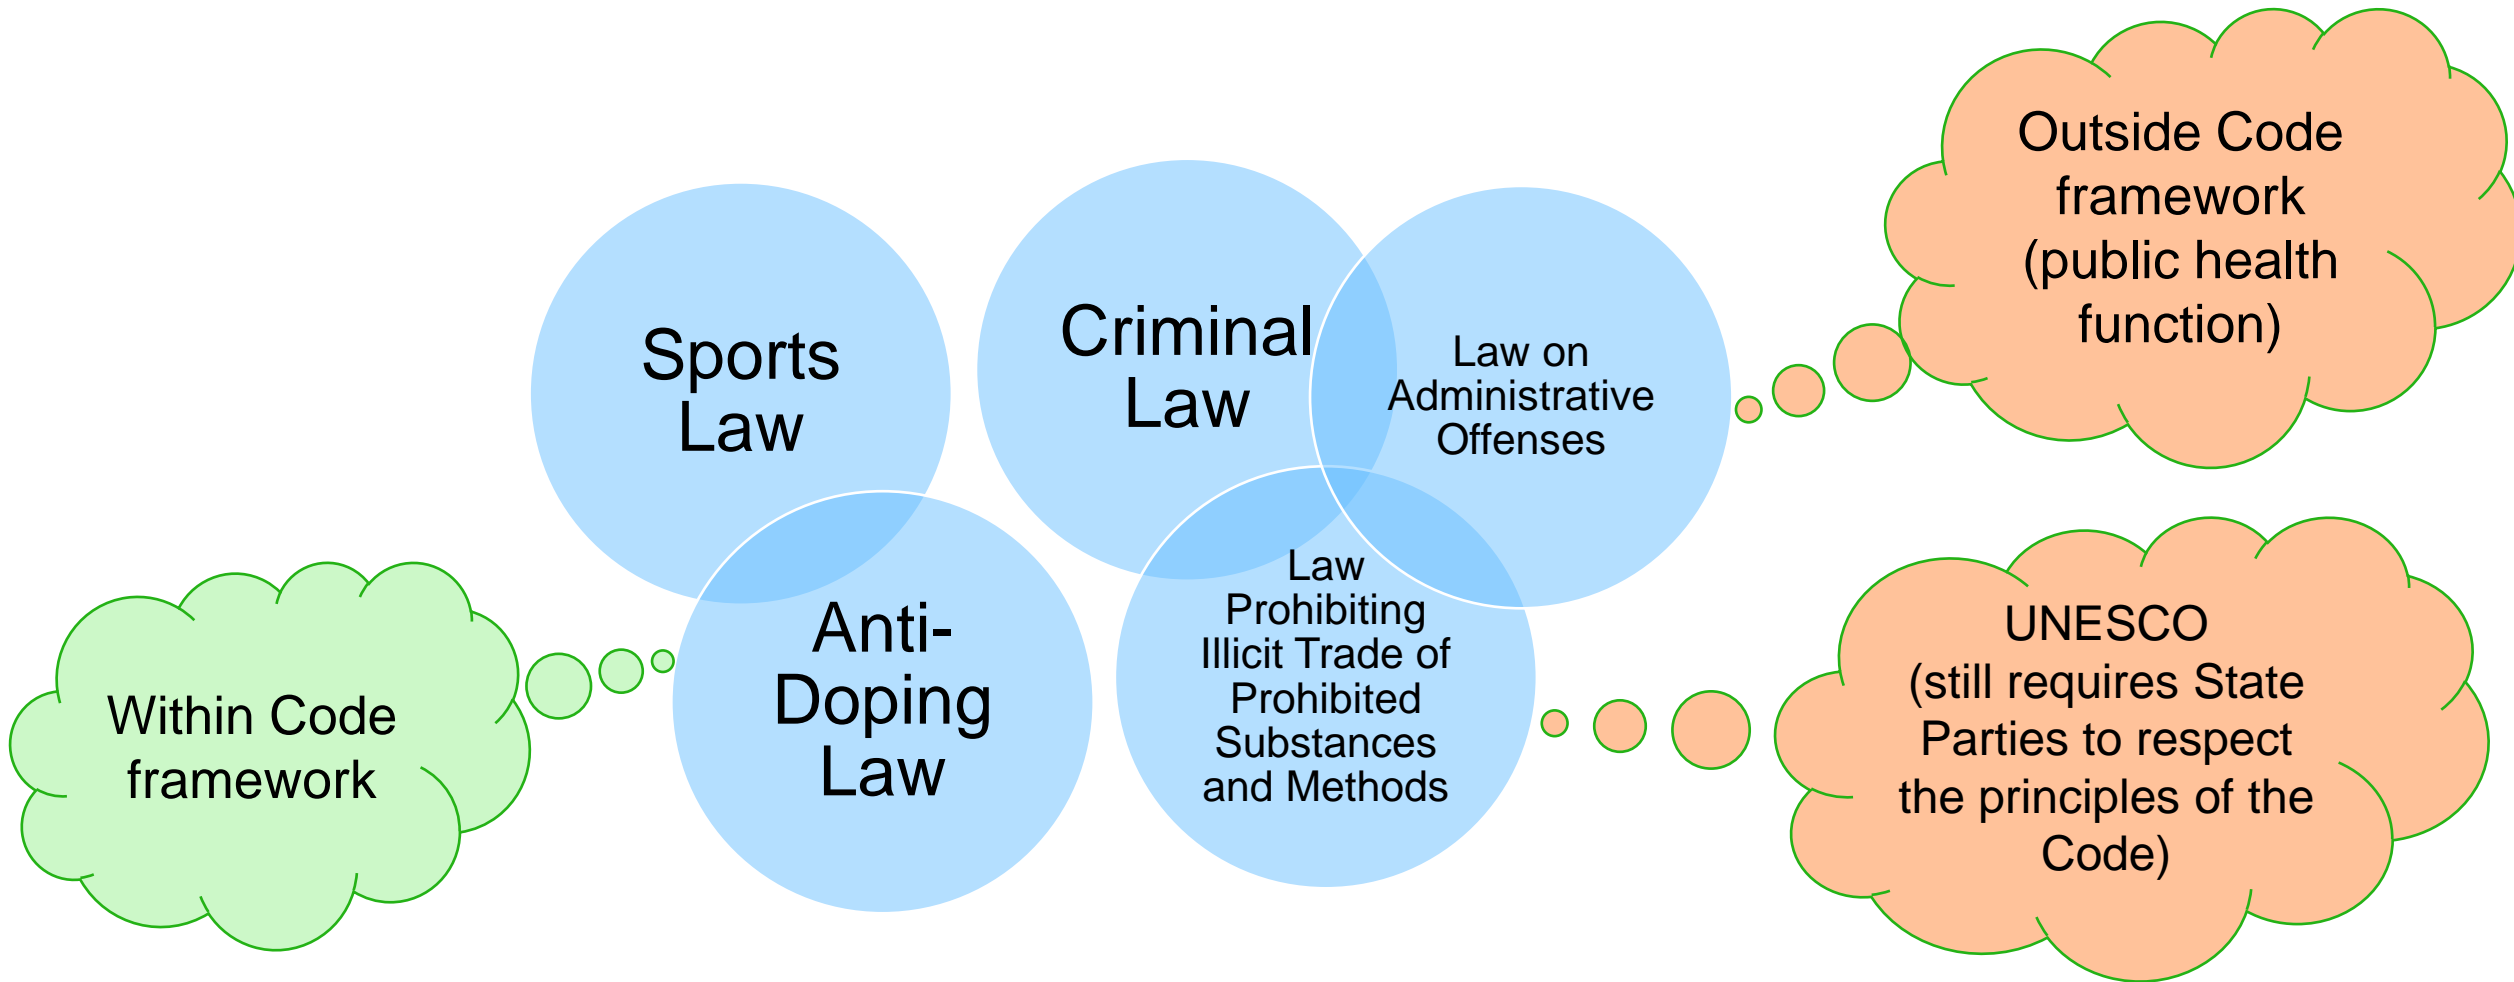 Sports
Law
Anti-
Doping
Law
Within Code
framework
Criminal
Law
Law on
Administrative
Offenses
Law
Prohibiting
Illicit Trade of
Prohibited
Substances
and Methods
Outside Code
framework
(public health
function)
UNESCO
(still requires State
Parties to respect
the principles of the
Code)